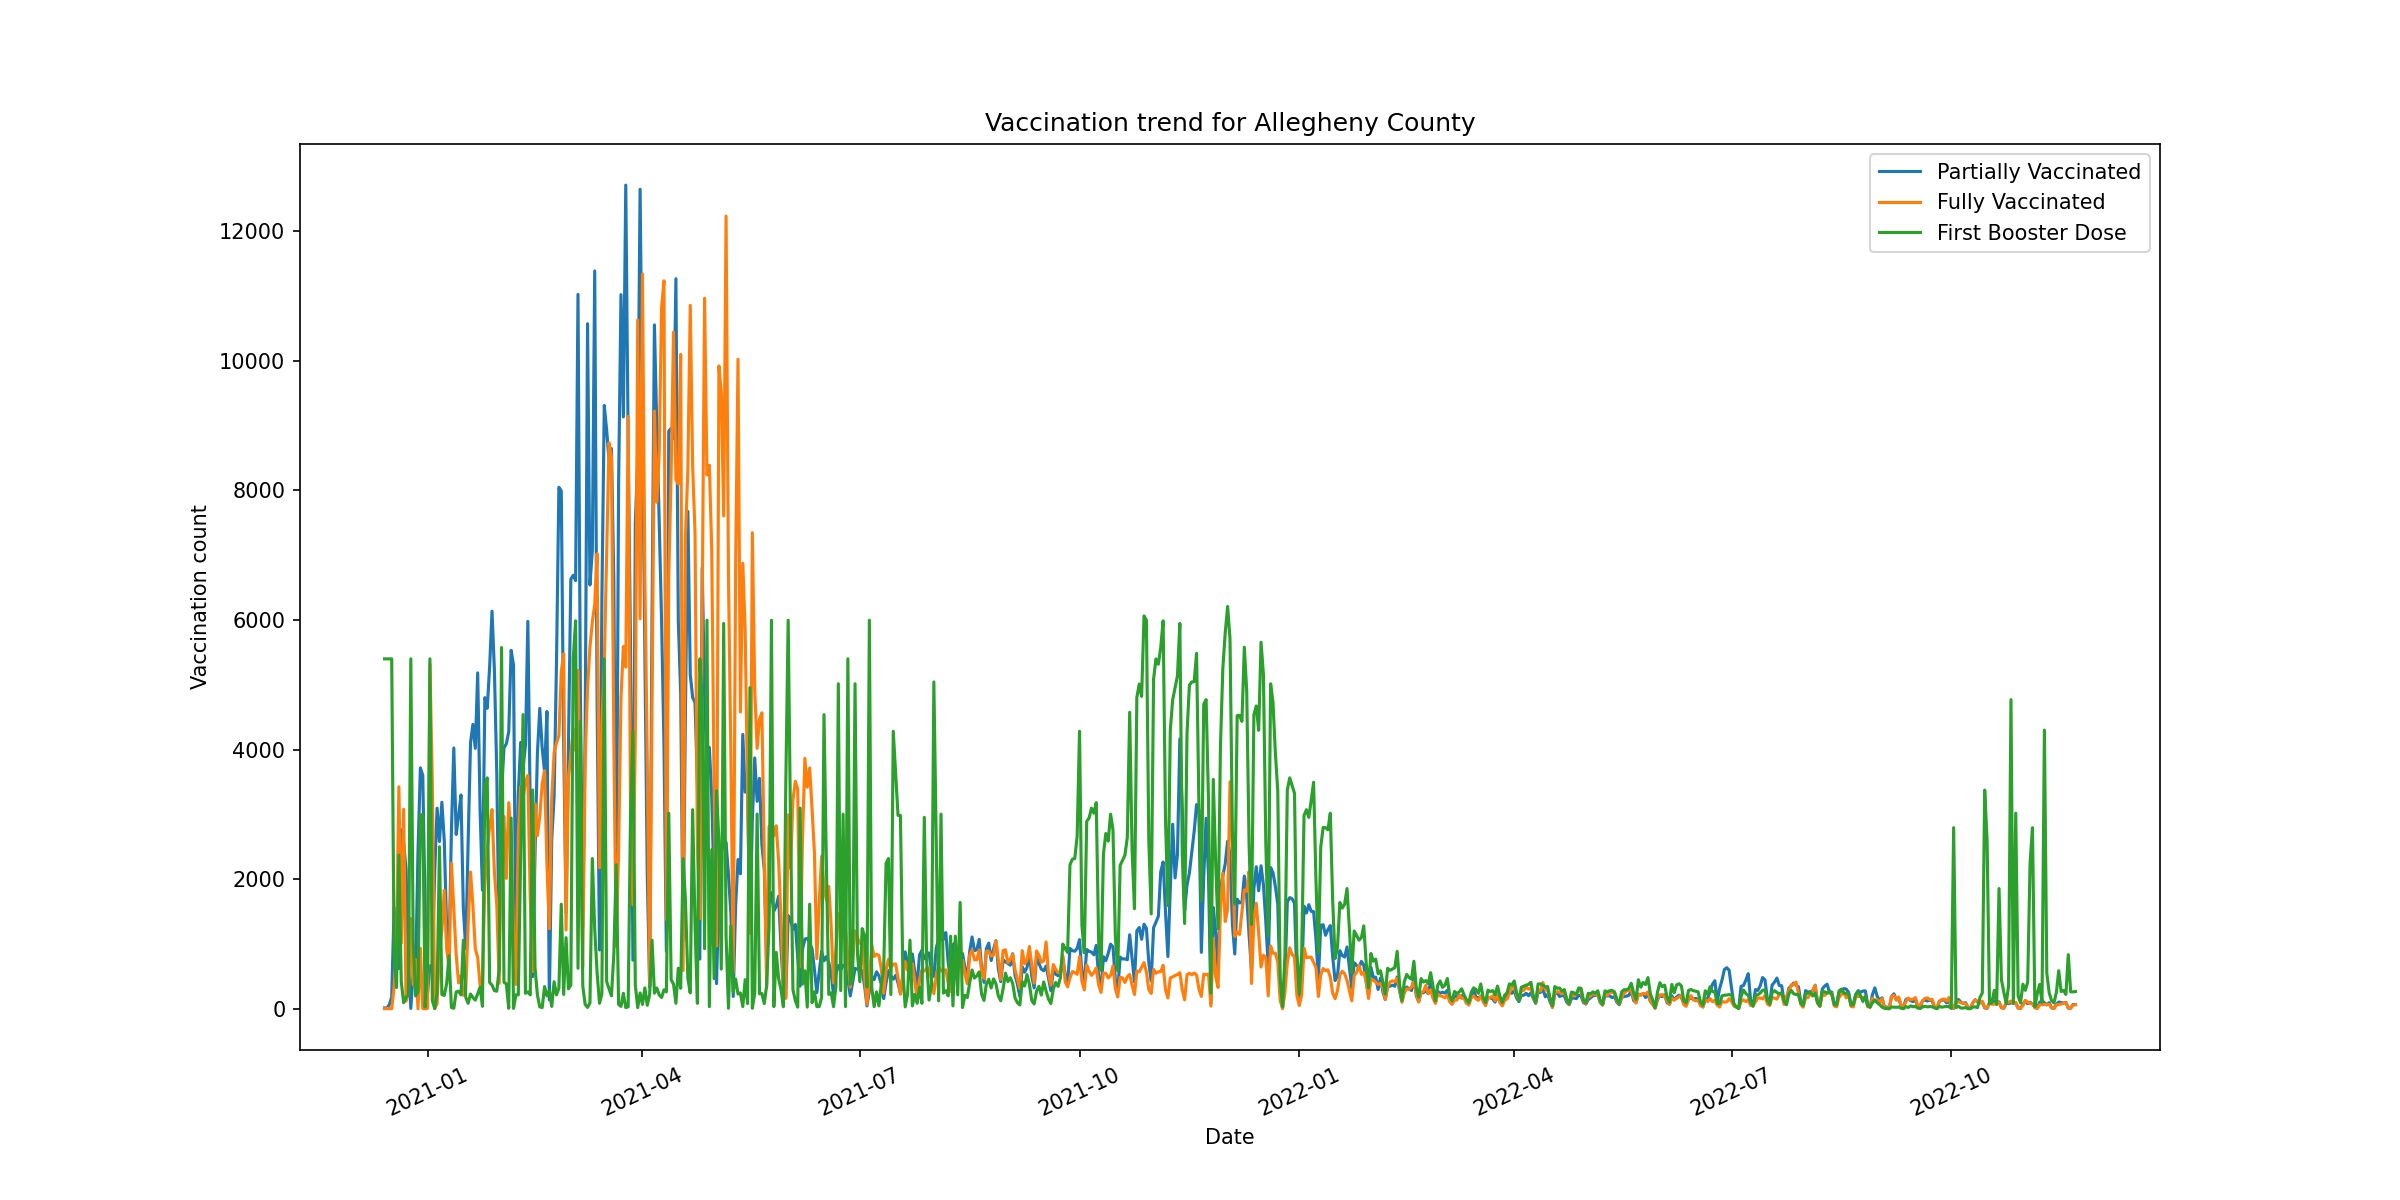 Vaccination trend for Allegheny County
Partially Vaccinated
Fully Vaccinated
First Booster Dose
Vaccination count
12000
10000
8000
6000
4000
2000
0
2021-01
2021-04
2021-07
2021-10
2022-01
2022-04
2022-07
2022-10
Date